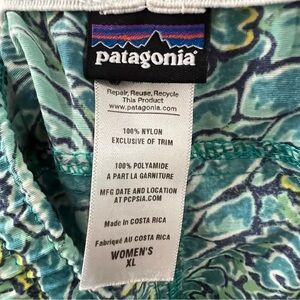 patagonia
Repair, Reuse, Recycle
This Product
www.patagonia.com
100% NYLON
EXCLUSIVE OF TRIM
100% POLYAMIDE
A PART LA GARNITURE
MFG DATE AND LOCATION
AT PCPSIA.COM
Made In COSTA RICA
Fabriqué AU COSTA RICA
WOMEN'S
XL